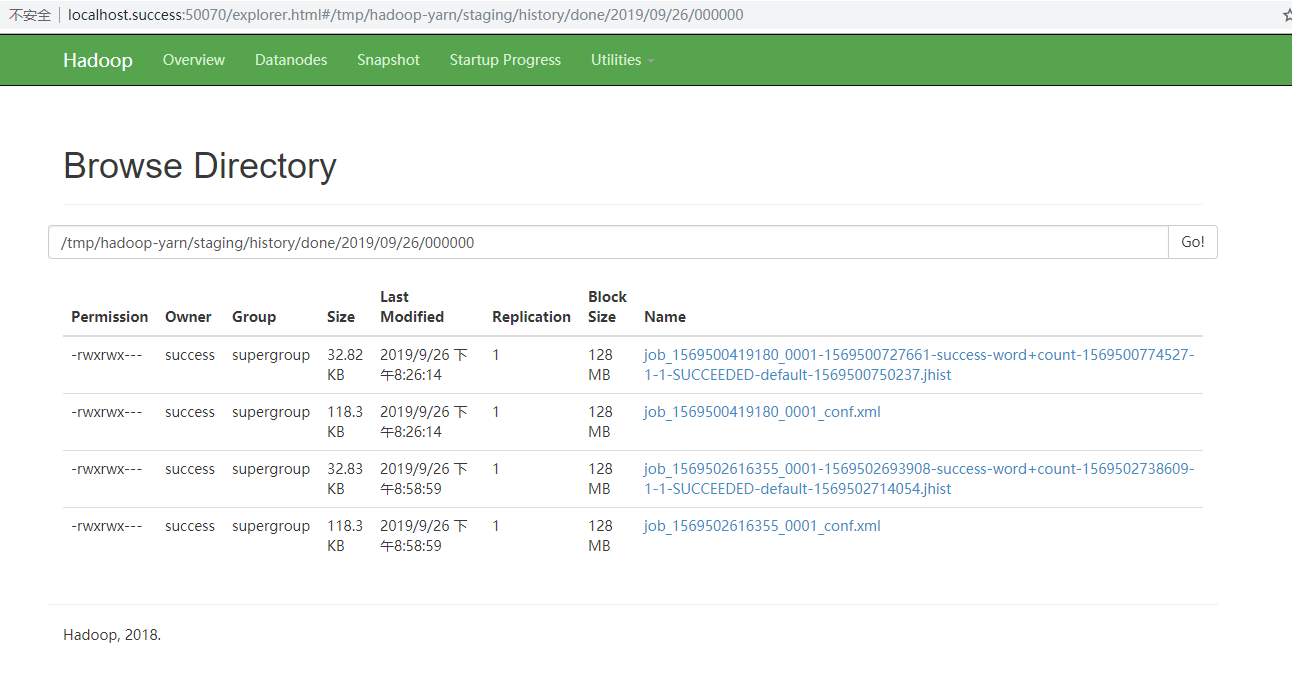 不安全 localhost.success:50070/explorer.html#/tmp/hadoop-yarn/staging/history/done/2019/09/26/000000
Hadoop Overview Datanodes Snapshot Startup Progress Utilities
Browse Directory
/tmp/hadoop-yarn/staging/history/done/2019/09/26/000000 Go!
Last Block
Permission Owner Group Size Modified Replication Size Name
-rwxrwx--- success supergroup 32.82 2019/9/26 下 1 128 job_1569500419180_0001-1569500727661-success-word+count-1569500774527-
KB 午8:26:14 MB 1-1-SUCCEEDED-default-1569500750237.jhist
-rwxrwx--- success supergroup 118.3 2019/9/26 下 1 128 job_1569500419180_0001_conf.xml
KB 午8:26:14 MB
-rwxrwx--- success supergroup 32.83 2019/9/26 下 1 128 job_1569502616355_0001-1569502693908-success-word+count-1569502738609-
KB 午8:58:59 MB 1-1-SUCCEEDED-default-1569502714054.jhist
-rwxrwx--- success supergroup 118.3 2019/9/26 下 1 128 job_1569502616355_0001_conf.xml
KB 午8:58:59 MB
Hadoop, 2018.